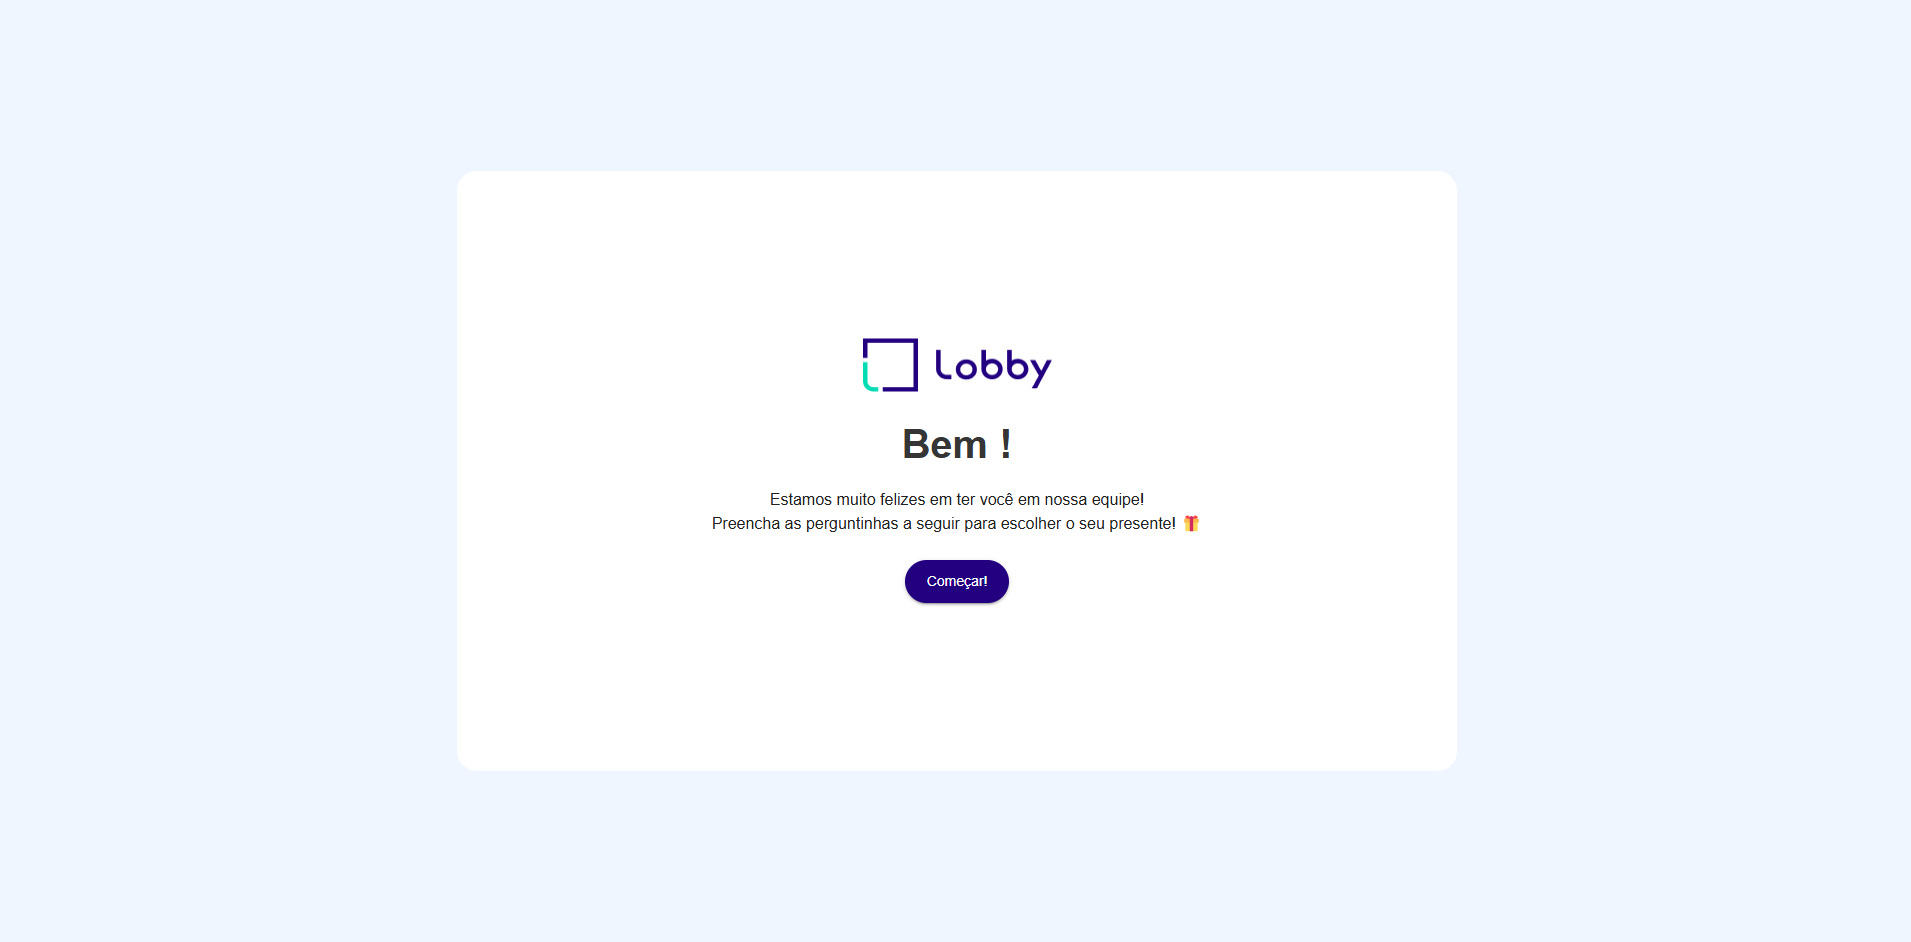 Lobby
Bem !
Estamos muito felizes em ter você em nossa equipe!
Preencha as perguntinhas a seguir para escolher o seu presente! 🎁
Começar!